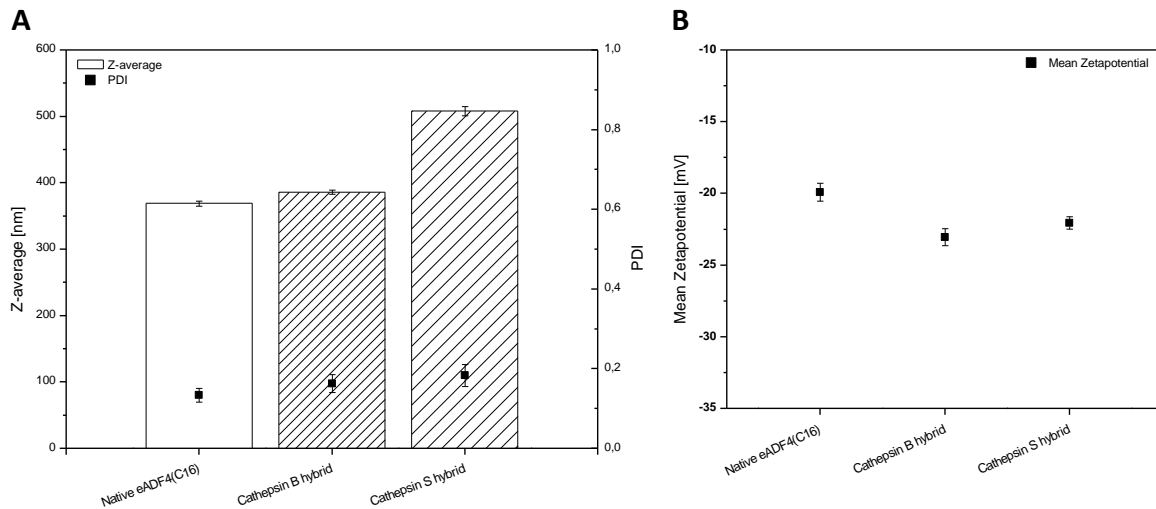 A
600
500
400
300
200
100
0
Z-average [nm]
Z-average
PDI
1,0
0,8
0,6
0,4
0,2
0,0
PDI
Native eADF4(C16)
Cathepsin B hybrid
Cathepsin S hybrid
B
-10
-15
-20
-25
-30
-35
Mean Zetapotential [mV]
Mean Zetapotential
Native eADF4(C16)
Cathepsin B hybrid
Cathepsin S hybrid